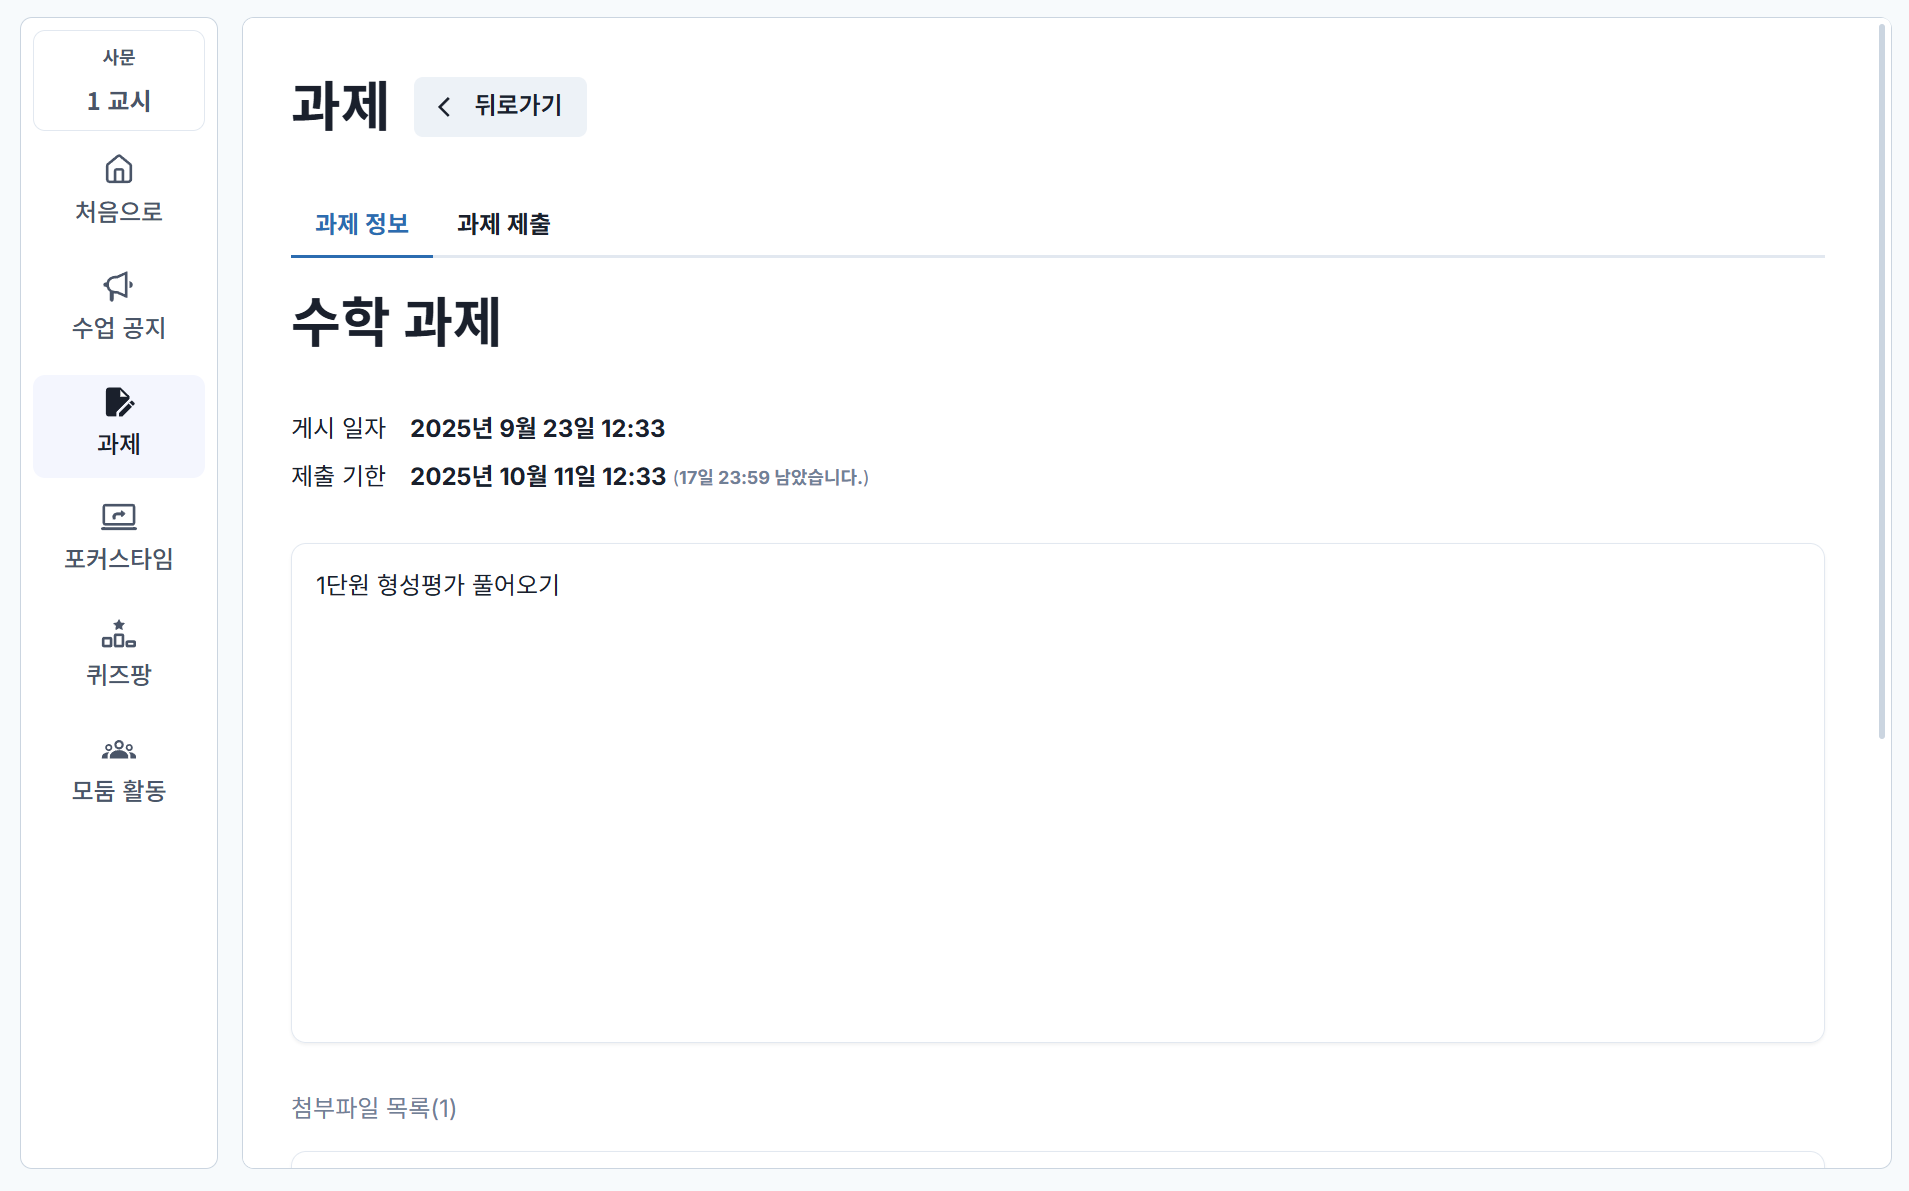 사문
1 교시
처음으로
수업 공지
과제
포커스타임
퀴즈팡
모둠 활동
과제
뒤로가기
과제 정보
과제 제출
수학 과제
게시 일자 2025년 9월 23일 12:33
제출 기한 2025년 10월 11일 12:33 (17일 23:59 남았습니다.)
1단원 형성평가 풀어오기
첨부파일 목록(1)